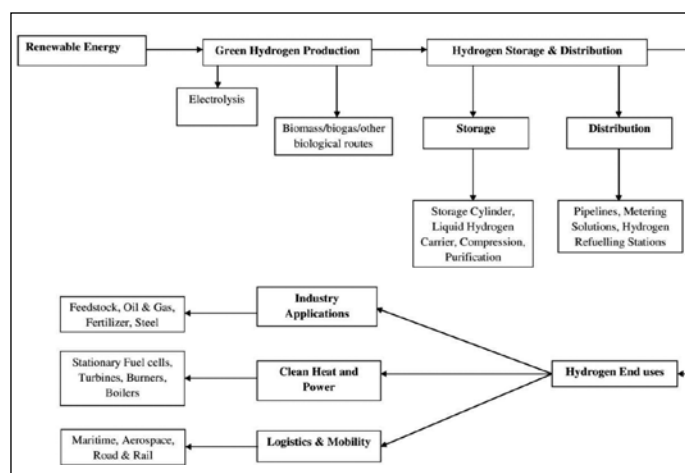 Renewable Energy
Green Hydrogen Production
Hydrogen Storage & Distribution
Electrolysis
Biomass/biogas/other
biological routes
Storage
Distribution
Storage Cylinder,
Liquid Hydrogen
Carrier, Compression,
Purification
Pipelines, Metering
Solutions, Hydrogen
Refuelling Stations
Industry
Applications
Feedstock, Oil & Gas,
Fertilizer, Steel
Clean Heat and
Power
Stationary Fuel cells,
Turbines, Burners,
Boilers
Hydrogen End uses
Logistics & Mobility
Maritime, Aerospace,
Road & Rail